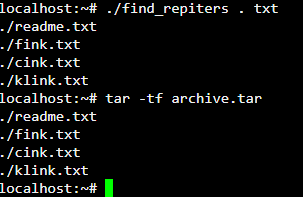 localhost:~# ./find_repiters . txt
./readme.txt
./fink.txt
./cink.txt
./klink.txt
localhost:~# tar -tf archive.tar
./readme.txt
./fink.txt
./cink.txt
./klink.txt
localhost:~#